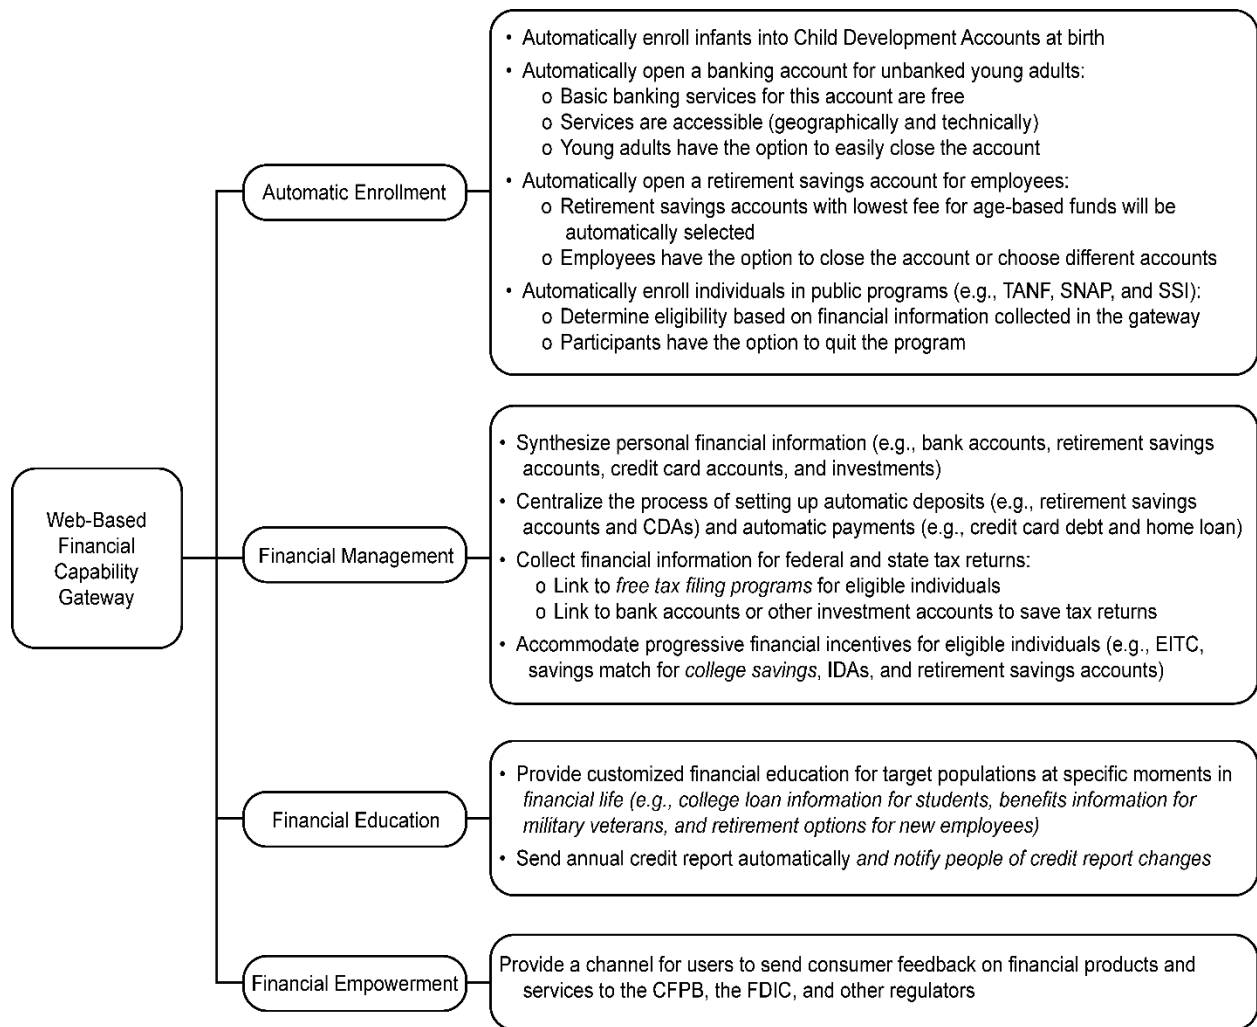 Web-Based
Financial
Capability
Gateway
Automatic Enrollment
• Automatically enroll infants into Child Development Accounts at birth
• Automatically open a banking account for unbanked young adults:
o Basic banking services for this account are free
o Services are accessible (geographically and technically)
o Young adults have the option to easily close the account
• Automatically open a retirement savings account for employees:
o Retirement savings accounts with lowest fee for age-based funds will be
automatically selected
o Employees have the option to close the account or choose different accounts
• Automatically enroll individuals in public programs (e.g., TANF, SNAP, and SSI):
o Determine eligibility based on financial information collected in the gateway
o Participants have the option to quit the program
Financial Management
• Synthesize personal financial information (e.g., bank accounts, retirement savings
accounts, credit card accounts, and investments)
• Centralize the process of setting up automatic deposits (e.g., retirement savings
accounts and CDAs) and automatic payments (e.g., credit card debt and home loan)
• Collect financial information for federal and state tax returns:
o Link to free tax filing programs for eligible individuals
o Link to bank accounts or other investment accounts to save tax returns
• Accommodate progressive financial incentives for eligible individuals (e.g., EITC,
savings match for college savings, IDAs, and retirement savings accounts)
Financial Education
• Provide customized financial education for target populations at specific moments in
financial life (e.g., college loan information for students, benefits information for
military veterans, and retirement options for new employees)
• Send annual credit report automatically and notify people of credit report changes
Financial Empowerment
Provide a channel for users to send consumer feedback on financial products and
services to the CFPB, the FDIC, and other regulators